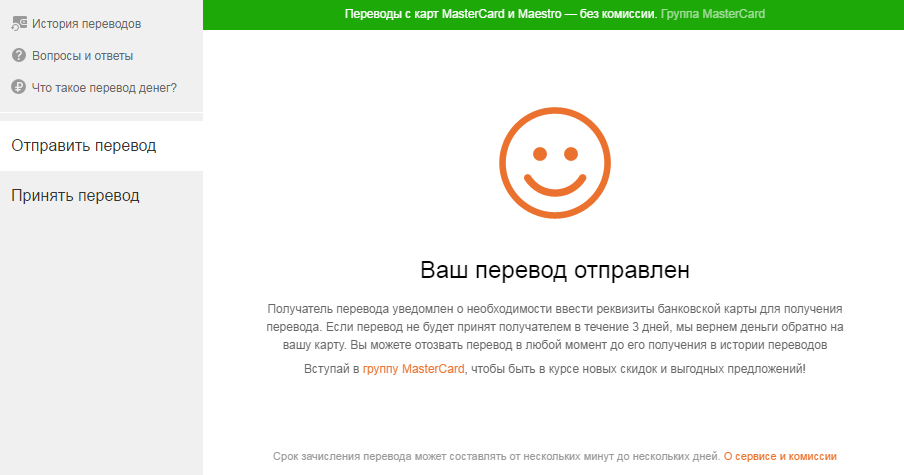 Переводы с карт MasterCard и Maestro — без комиссии. Группа MasterCard
История переводов
Вопросы и ответы
Что такое перевод денег?
Отправить перевод
Принять перевод
Ваш перевод отправлен
Получатель перевода уведомлен о необходимости ввести реквизиты банковской карты для получения
перевода. Если перевод не будет принят получателем в течение 3 дней, мы вернем деньги обратно на
вашу карту. Вы можете отозвать перевод в любой момент до его получения в истории переводов
Вступай в группу MasterCard, чтобы быть в курсе новых скидок и выгодных предложений!
Срок зачисления перевода может составлять от нескольких минут до нескольких дней. О сервисе и комиссии